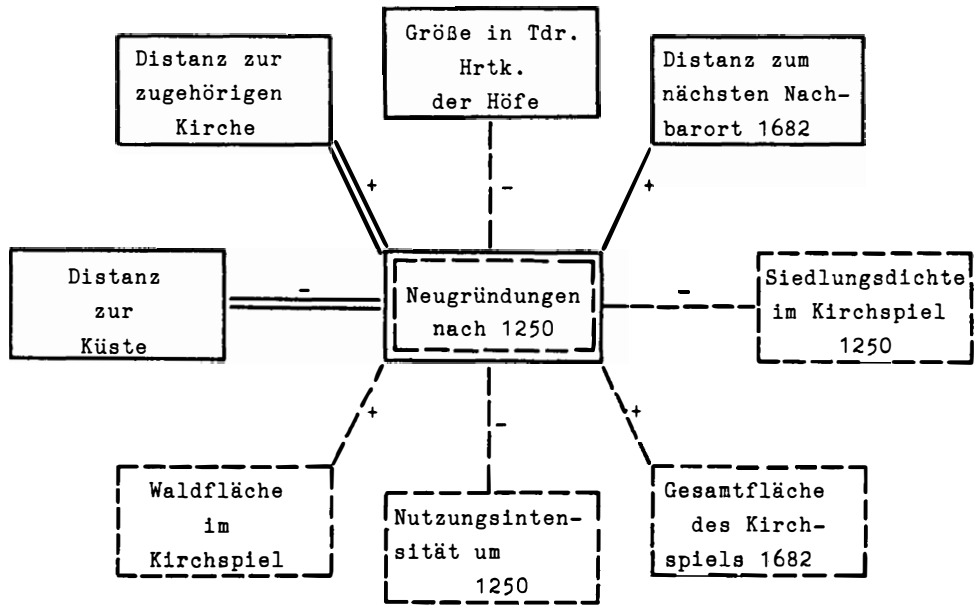 Distanz zur
zugehörigen
Kirche
Größe in Tdr.
Hrtk.
der Höfe
Distanz zum
nächsten Nach-
barort 1682
+
-
+
Distanz
zur
Küste
-
Neugründungen
nach 1250
-
Siedlungsdichte
im Kirchspiel
1250
+
-
+
Waldfläche
im
Kirchspiel
Nutzungsinten-
sität um
1250
Gesamtfläche
des Kirch-
spiels 1682